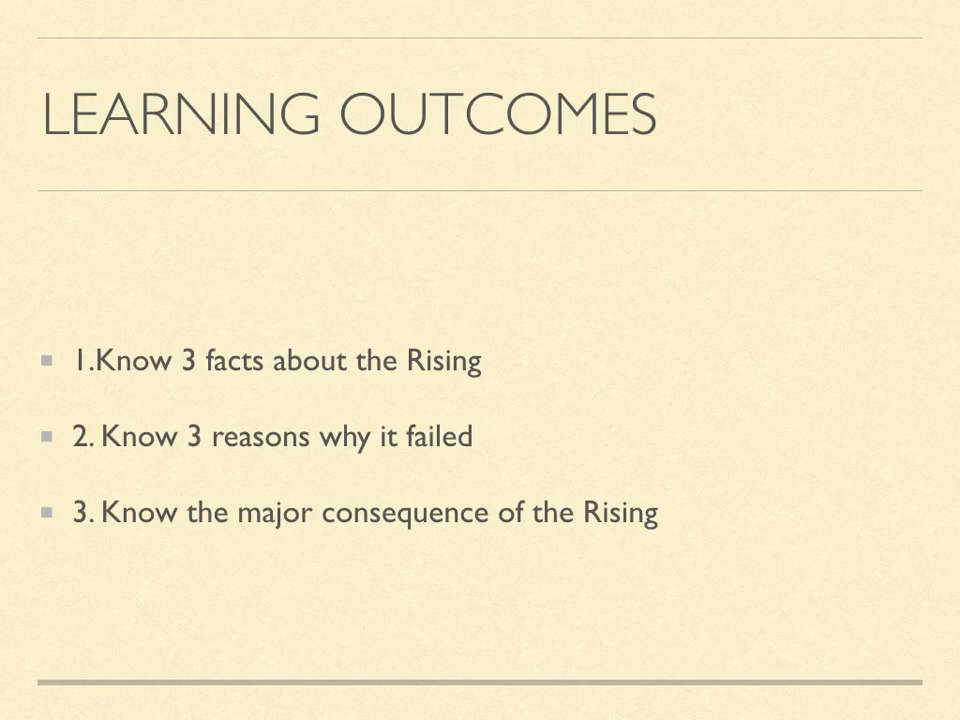 LEARNING OUTCOMES
1.Know 3 facts about the Rising
2. Know 3 reasons why it failed
3. Know the major consequence of the Rising